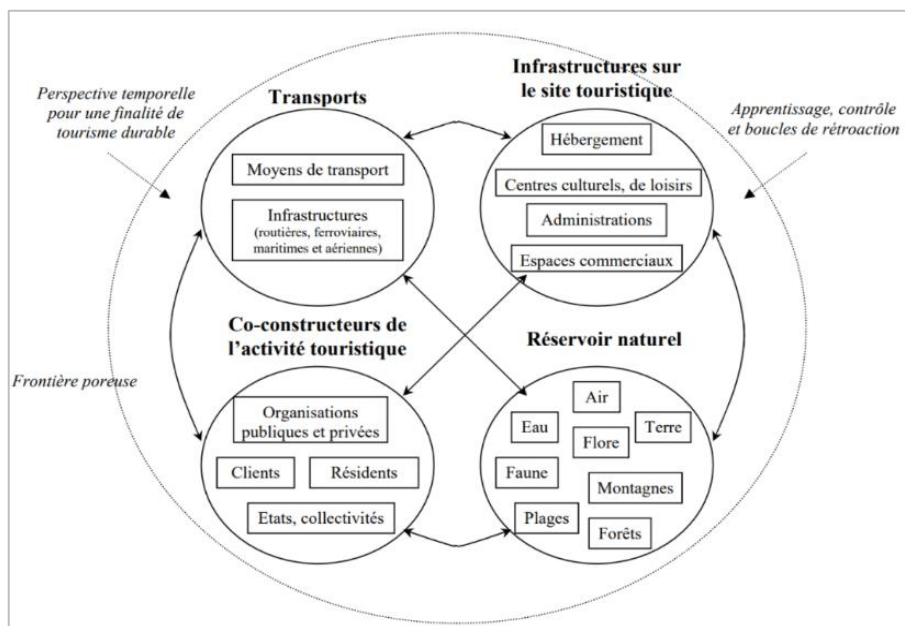 Perspective temporelle
pour une finalité de
tourisme durable
Transports
Infrastructures sur
le site touristique
Apprentissage, contrôle
et boucles de rétroaction
Moyens de transport
Infrastructures
(routières, ferroviaires,
maritimes et aériennes)
Hébergement
Centres culturels, de loisirs
Administrations
Espaces commerciaux
Co-constructeurs de
l’activité touristique
Réservoir naturel
Frontière poreuse
Organisations
publiques et privées
Clients
Résidents
Etats, collectivités
Air
Eau
Terre
Flore
Faune
Montagnes
Plages
Forêts